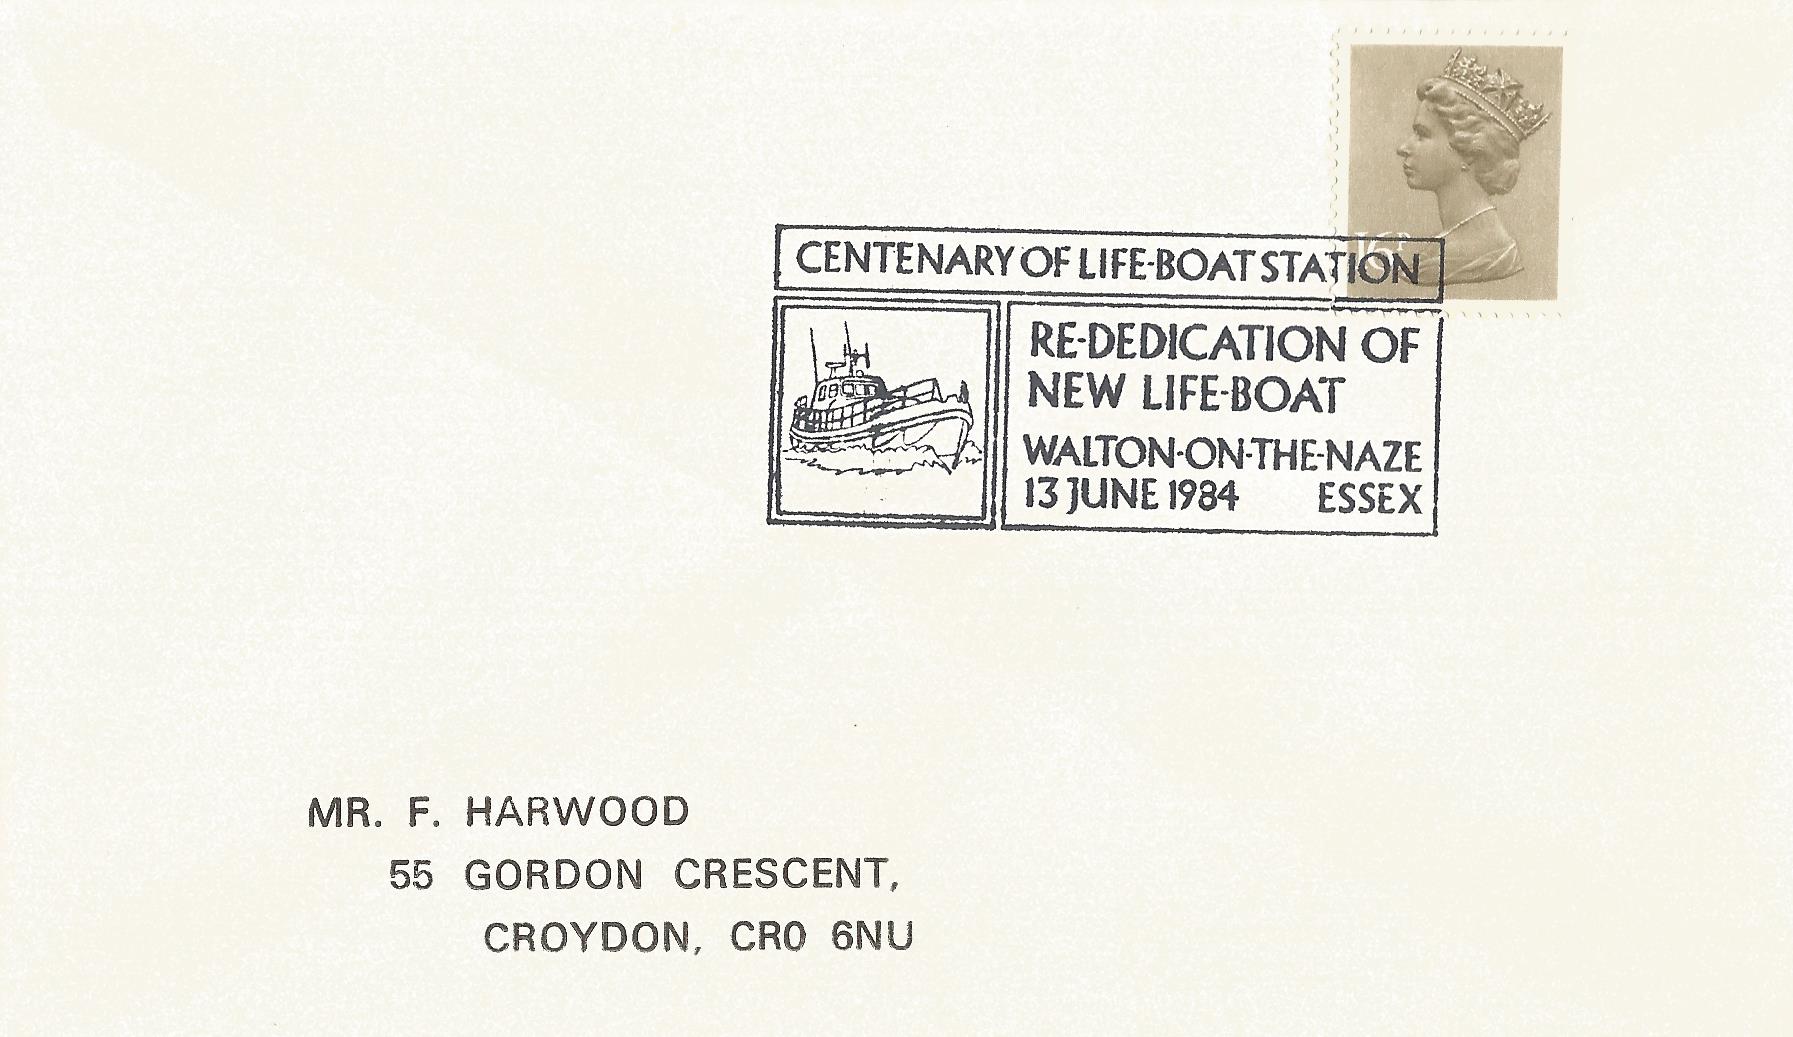 16P
CENTENARY OF LIFE-BOAT STATION
RE-DEDICATION OF
NEW LIFE-BOAT
WALTON-ON-THE-NAZE
13 JUNE 1984 ESSEX
MR. F. HARWOOD
55 GORDON CRESCENT,
CROYDON, CR0 6NU